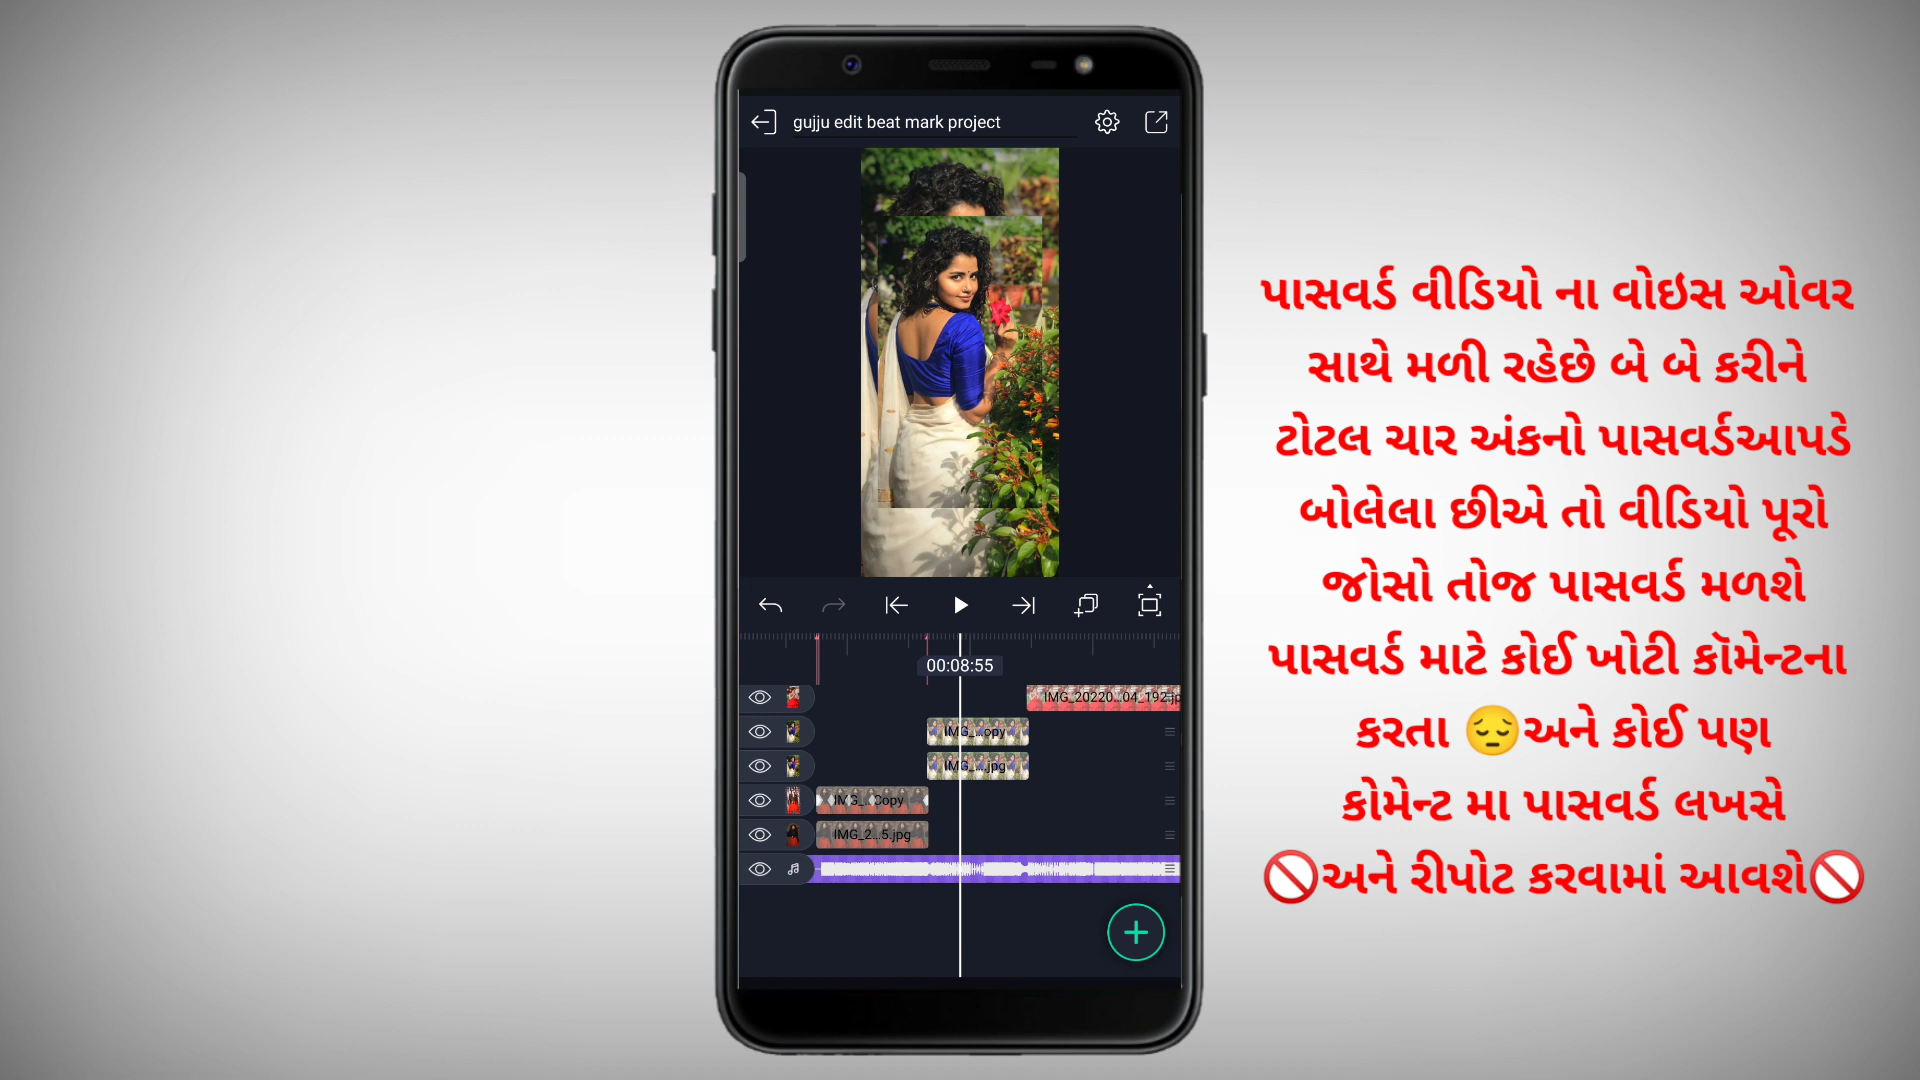 gujju edit beat mark project
00:08:55
IMG_20220...04_192.jp
IMG_...opy
IMG_...jpg
IMG_...Copy
IMG_2...5.jpg
પાસવર્ડ વીડિયો ના વોઇસ ઓવર
સાથે મળી રહેછે બે બે કરીને
ટોટલ ચાર અંકનો પાસવર્ડઆપડે
બોલેલા છીએ તો વીડિયો પૂરો
જોસો તોજ પાસવર્ડ મળશે
પાસવર્ડ માટે કોઈ ખોટી કૉમેન્ટના
કરતા 😔અને કોઈ પણ
કોમેન્ટ મા પાસવર્ડ લખસે
🚫અને રીપોટ કરવામાં આવશે🚫